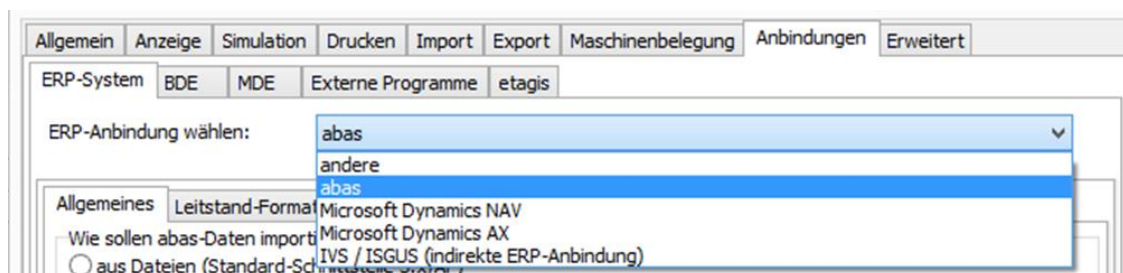 Allgemein Anzeige Simulation Drucken Import Export Maschinenbelegung Anbindungen Erweitert
ERP-System BDE MDE Externe Programme etagis
ERP-Anbindung wählen: abas
andere
abas
Allgemeines Leitstand-Format
Microsoft Dynamics NAV
Wie sollen abas-Daten importi
Microsoft Dynamics AX
IVS / ISGUS (indirekte ERP-Anbindung)
aus Dateien (Standard-Sch